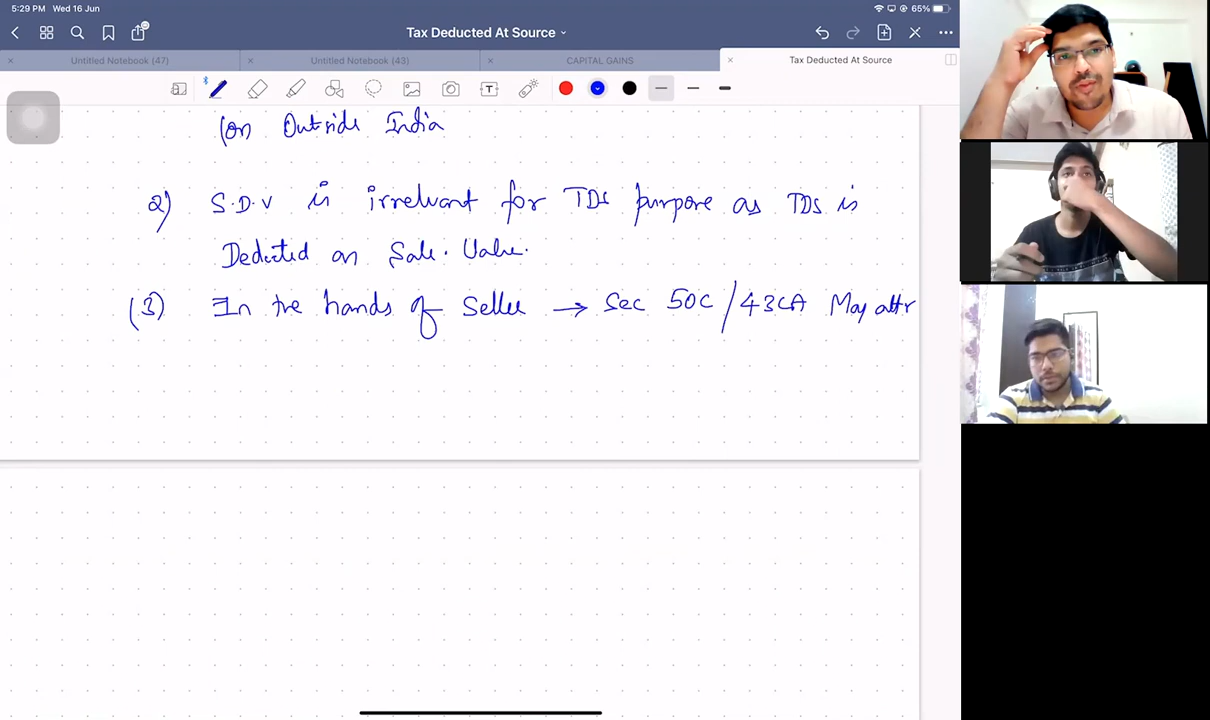 5:29 PM Wed 16 Jun
65%
Tax Deducted At Source
Untitled Notebook (47)
Untitled Notebook (43)
CAPITAL GAINS
Tax Deducted At Source
(on Outside India
2) S.D.V is irrelvant for TDS purpose as TDS is
Deducted on Sale. Value.
(3) In the hands of Seller → Sec 50C/43CA May attr